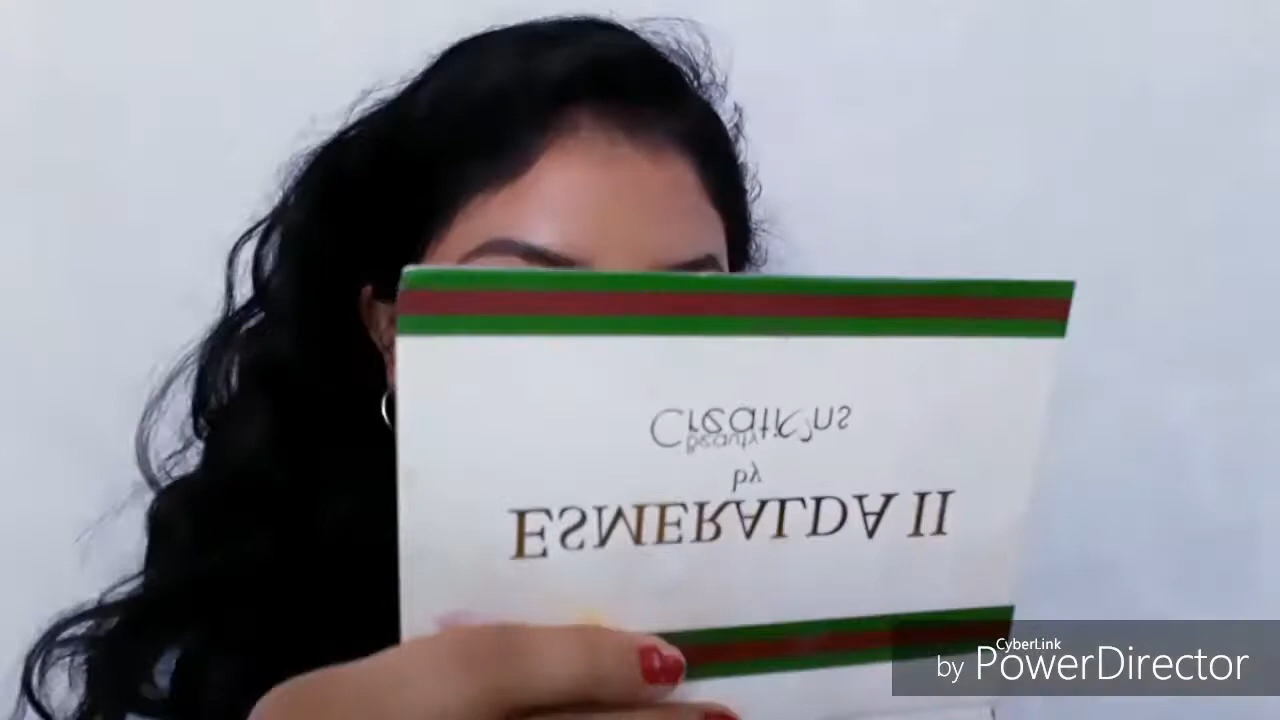 Creations
Beauty
by
ESMERALDA II
CyberLink
by PowerDirector